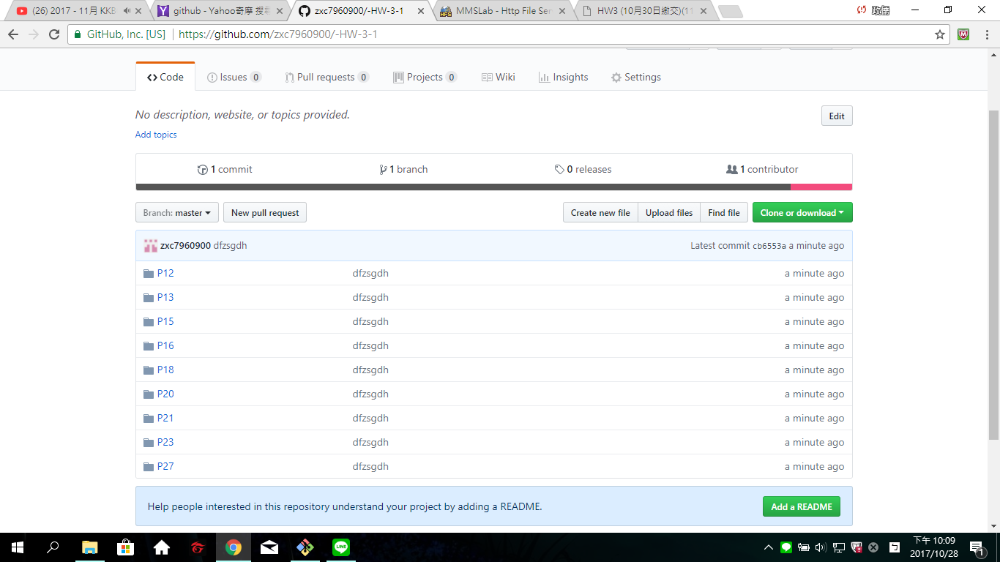 (26) 2017 - 11月 KKB
github - Yahoo奇摩 搜尋
zxc7960900/-HW-3-1
MMSLab - Http File Ser
HW3 (10月30日繳交)(1
GitHub, Inc. [US]
https://github.com/zxc7960900/-HW-3-1
Code
Issues 0
Pull requests 0
Projects 0
Wiki
Insights
Settings
No description, website, or topics provided.
Edit
Add topics
1 commit
1 branch
0 releases
1 contributor
Branch: master
New pull request
Create new file
Upload files
Find file
Clone or download
zxc7960900 dfzsgdh
Latest commit cb6553a a minute ago
P12 dfzsgdh a minute ago
P13 dfzsgdh a minute ago
P15 dfzsgdh a minute ago
P16 dfzsgdh a minute ago
P18 dfzsgdh a minute ago
P20 dfzsgdh a minute ago
P21 dfzsgdh a minute ago
P23 dfzsgdh a minute ago
P27 dfzsgdh a minute ago
Help people interested in this repository understand your project by adding a README.
Add a README
下午 10:09
2017/10/28
1